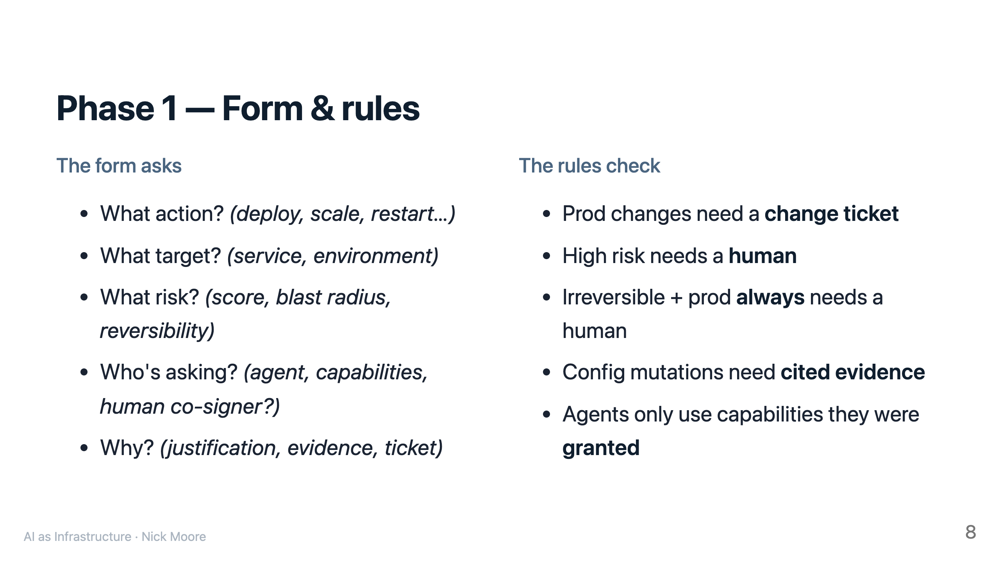 Phase 1 — Form & rules
The form asks
• What action? (deploy, scale, restart…)
• What target? (service, environment)
• What risk? (score, blast radius,
reversibility)
• Who's asking? (agent, capabilities,
human co-signer?)
• Why? (justification, evidence, ticket)
The rules check
• Prod changes need a change ticket
• High risk needs a human
• Irreversible + prod always needs a
human
• Config mutations need cited evidence
• Agents only use capabilities they were
granted
AI as Infrastructure · Nick Moore
8